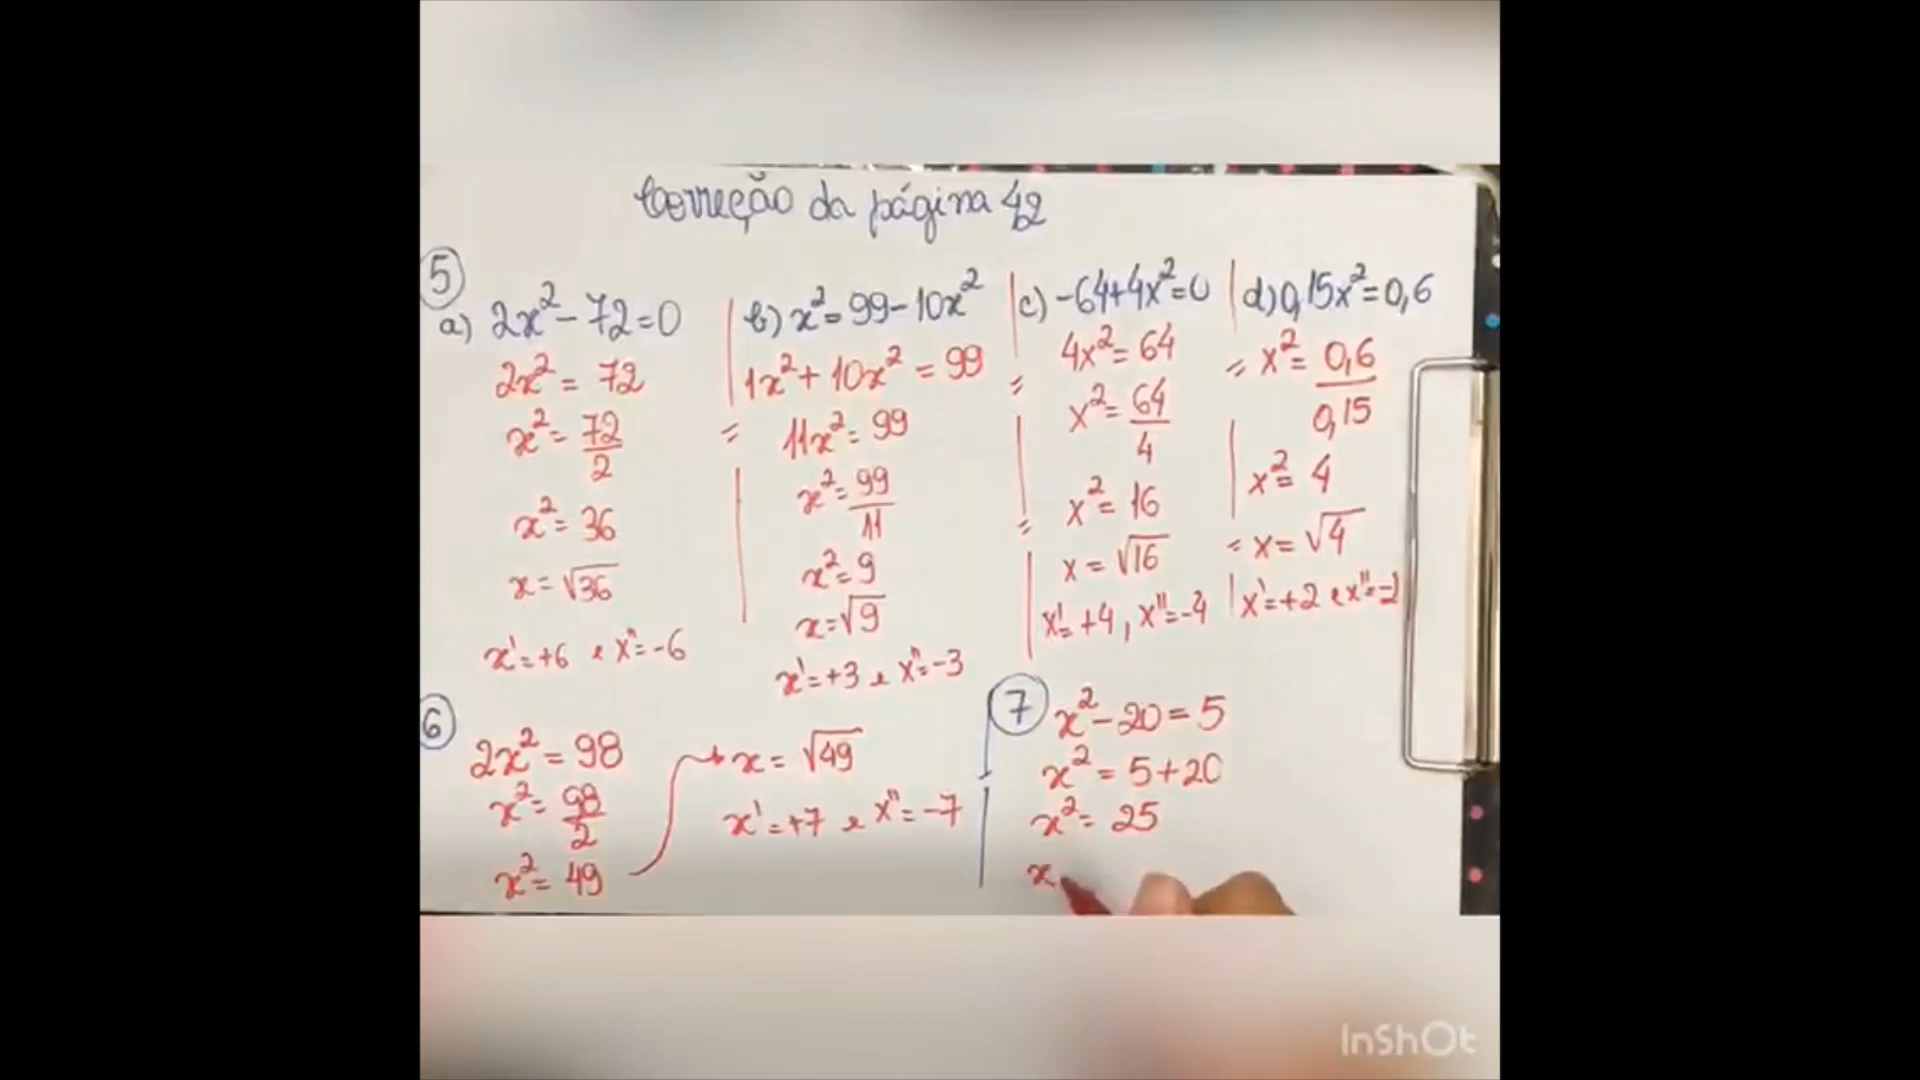 Correção da página 42
5
a) 2x² - 72 = 0
2x² = 72
x² = 72/2
x² = 36
x = √36
x' = +6 e x" = -6
b) x² = 99 - 10x²
1x² + 10x² = 99
11x² = 99
x² = 99/11
x² = 9
x = √9
x' = +3 e x" = -3
c) -64 + 4x² = 0
4x² = 64
x² = 64/4
x² = 16
x = √16
x' = +4, x" = -4
d) 0,15x² = 0,6
x² = 0,6/0,15
x² = 4
x = √4
x' = +2 e x" = -2
6
2x² = 98
x² = 98/2
x² = 49
x = √49
x' = +7 e x" = -7
7 x² - 20 = 5
x² = 5 + 20
x² = 25
x
InShOt